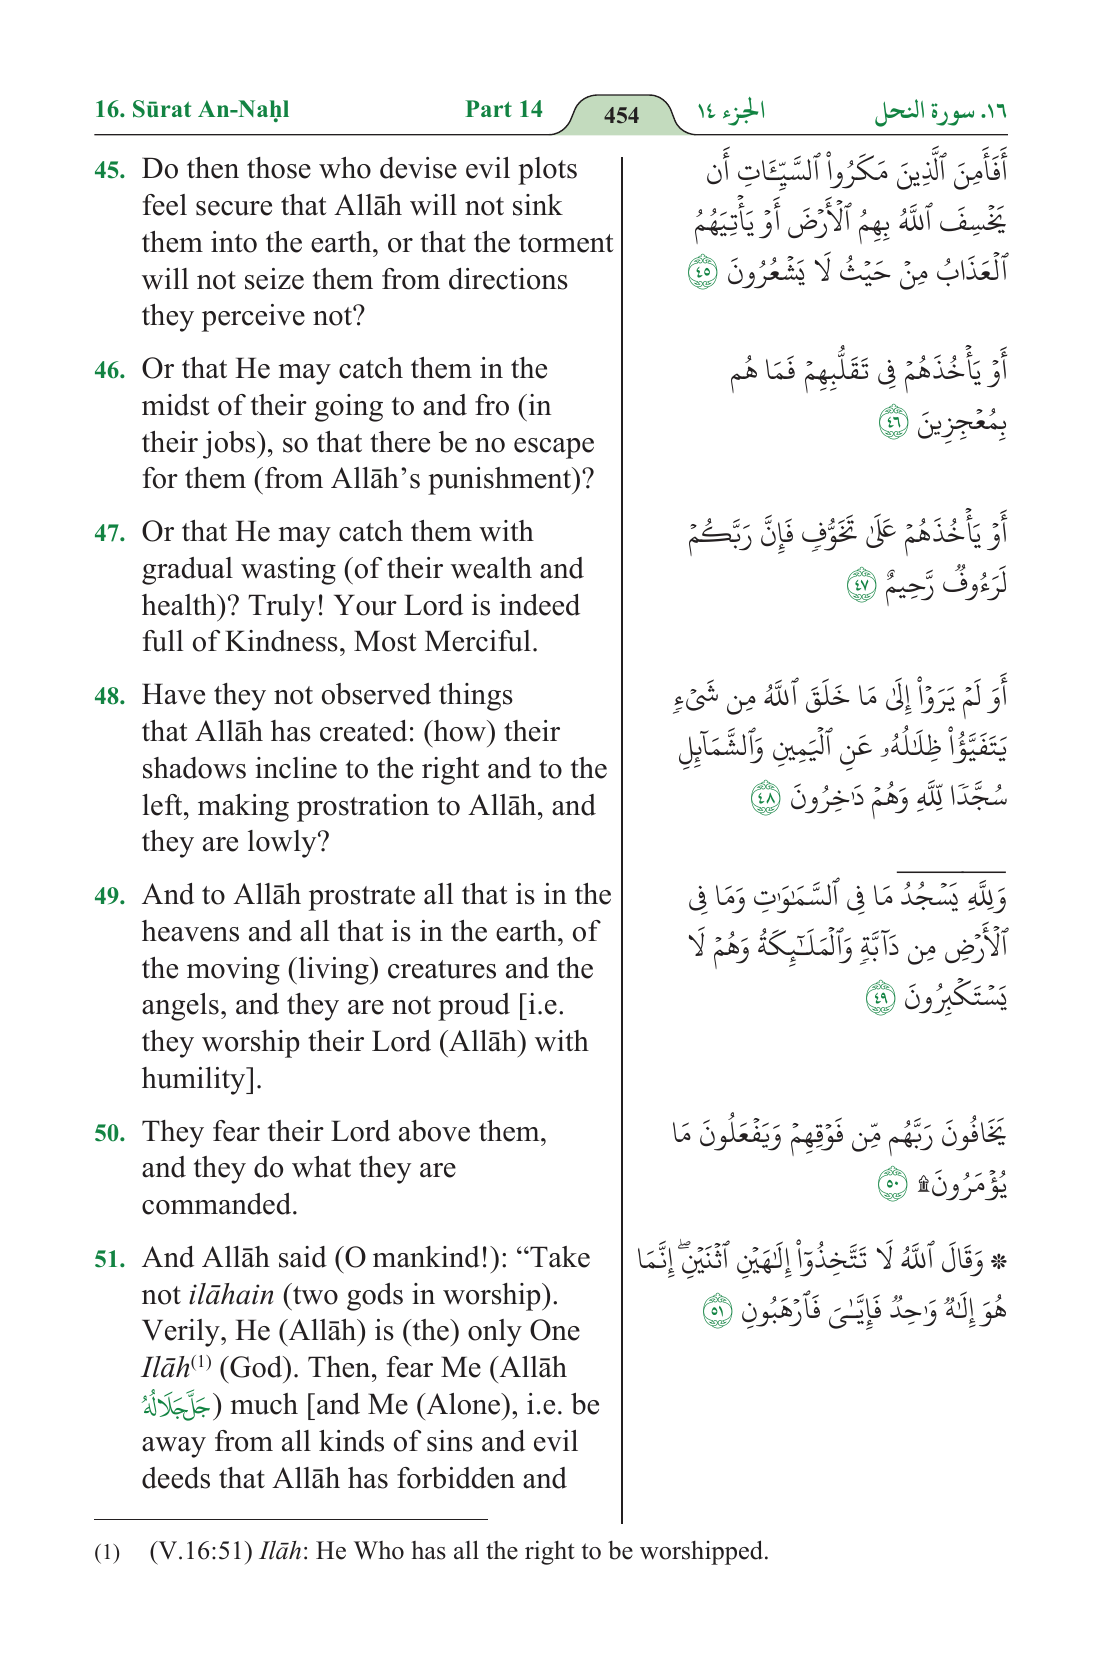 16. Sūrat An-Naḥl
Part 14
454
الجزء ١٤
١٦. سورة النحل
45. Do then those who devise evil plots
feel secure that Allāh will not sink
them into the earth, or that the torment
will not seize them from directions
they perceive not?
46. Or that He may catch them in the
midst of their going to and fro (in
their jobs), so that there be no escape
for them (from Allāh’s punishment)?
47. Or that He may catch them with
gradual wasting (of their wealth and
health)? Truly! Your Lord is indeed
full of Kindness, Most Merciful.
48. Have they not observed things
that Allāh has created: (how) their
shadows incline to the right and to the
left, making prostration to Allāh, and
they are lowly?
49. And to Allāh prostrate all that is in the
heavens and all that is in the earth, of
the moving (living) creatures and the
angels, and they are not proud [i.e.
they worship their Lord (Allāh) with
humility].
50. They fear their Lord above them,
and they do what they are
commanded.
51. And Allāh said (O mankind!): “Take
not ilāhain (two gods in worship).
Verily, He (Allāh) is (the) only One
Ilāh(1) (God). Then, fear Me (Allāh
جَلَّ جَلَالُهُ) much [and Me (Alone), i.e. be
away from all kinds of sins and evil
deeds that Allāh has forbidden and
أَفَأَمِنَ ٱلَّذِينَ مَكَرُوا۟ ٱلسَّيِّـَٔاتِ أَن
يَخْسِفَ ٱللَّهُ بِهِمُ ٱلْأَرْضَ أَوْ يَأْتِيَهُمُ
ٱلْعَذَابُ مِنْ حَيْثُ لَا يَشْعُرُونَ ٤٥
أَوْ يَأْخُذَهُمْ فِى تَقَلُّبِهِمْ فَمَا هُم
بِمُعْجِزِينَ ٤٦
أَوْ يَأْخُذَهُمْ عَلَىٰ تَخَوُّفٍ فَإِنَّ رَبَّكُمْ
لَرَءُوفٌ رَّحِيمٌ ٤٧
أَوَ لَمْ يَرَوْا۟ إِلَىٰ مَا خَلَقَ ٱللَّهُ مِن شَىْءٍ
يَتَفَيَّؤُا۟ ظِلَـٰلُهُۥ عَنِ ٱلْيَمِينِ وَٱلشَّمَآئِلِ
سُجَّدًا لِّلَّهِ وَهُمْ دَٰخِرُونَ ٤٨
وَلِلَّهِ يَسْجُدُ مَا فِى ٱلسَّمَـٰوَٰتِ وَمَا فِى
ٱلْأَرْضِ مِن دَآبَّةٍ وَٱلْمَلَـٰٓئِكَةُ وَهُمْ لَا
يَسْتَكْبِرُونَ ٤٩
يَخَافُونَ رَبَّهُم مِّن فَوْقِهِمْ وَيَفْعَلُونَ مَا
يُؤْمَرُونَ۩ ٥٠
۞ وَقَالَ ٱللَّهُ لَا تَتَّخِذُوٓا۟ إِلَـٰهَيْنِ ٱثْنَيْنِ ۖ إِنَّمَا
هُوَ إِلَـٰهٌ وَٰحِدٌ فَإِيَّـٰىَ فَٱرْهَبُونِ ٥١
(1) (V.16:51) Ilāh: He Who has all the right to be worshipped.